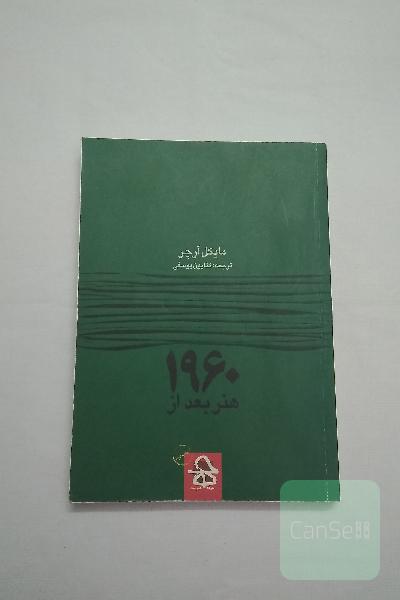 مایکل آرچر
ترجمه: کتایون یوسفی
۱۹۶۰
هنر بعد از
CanSell